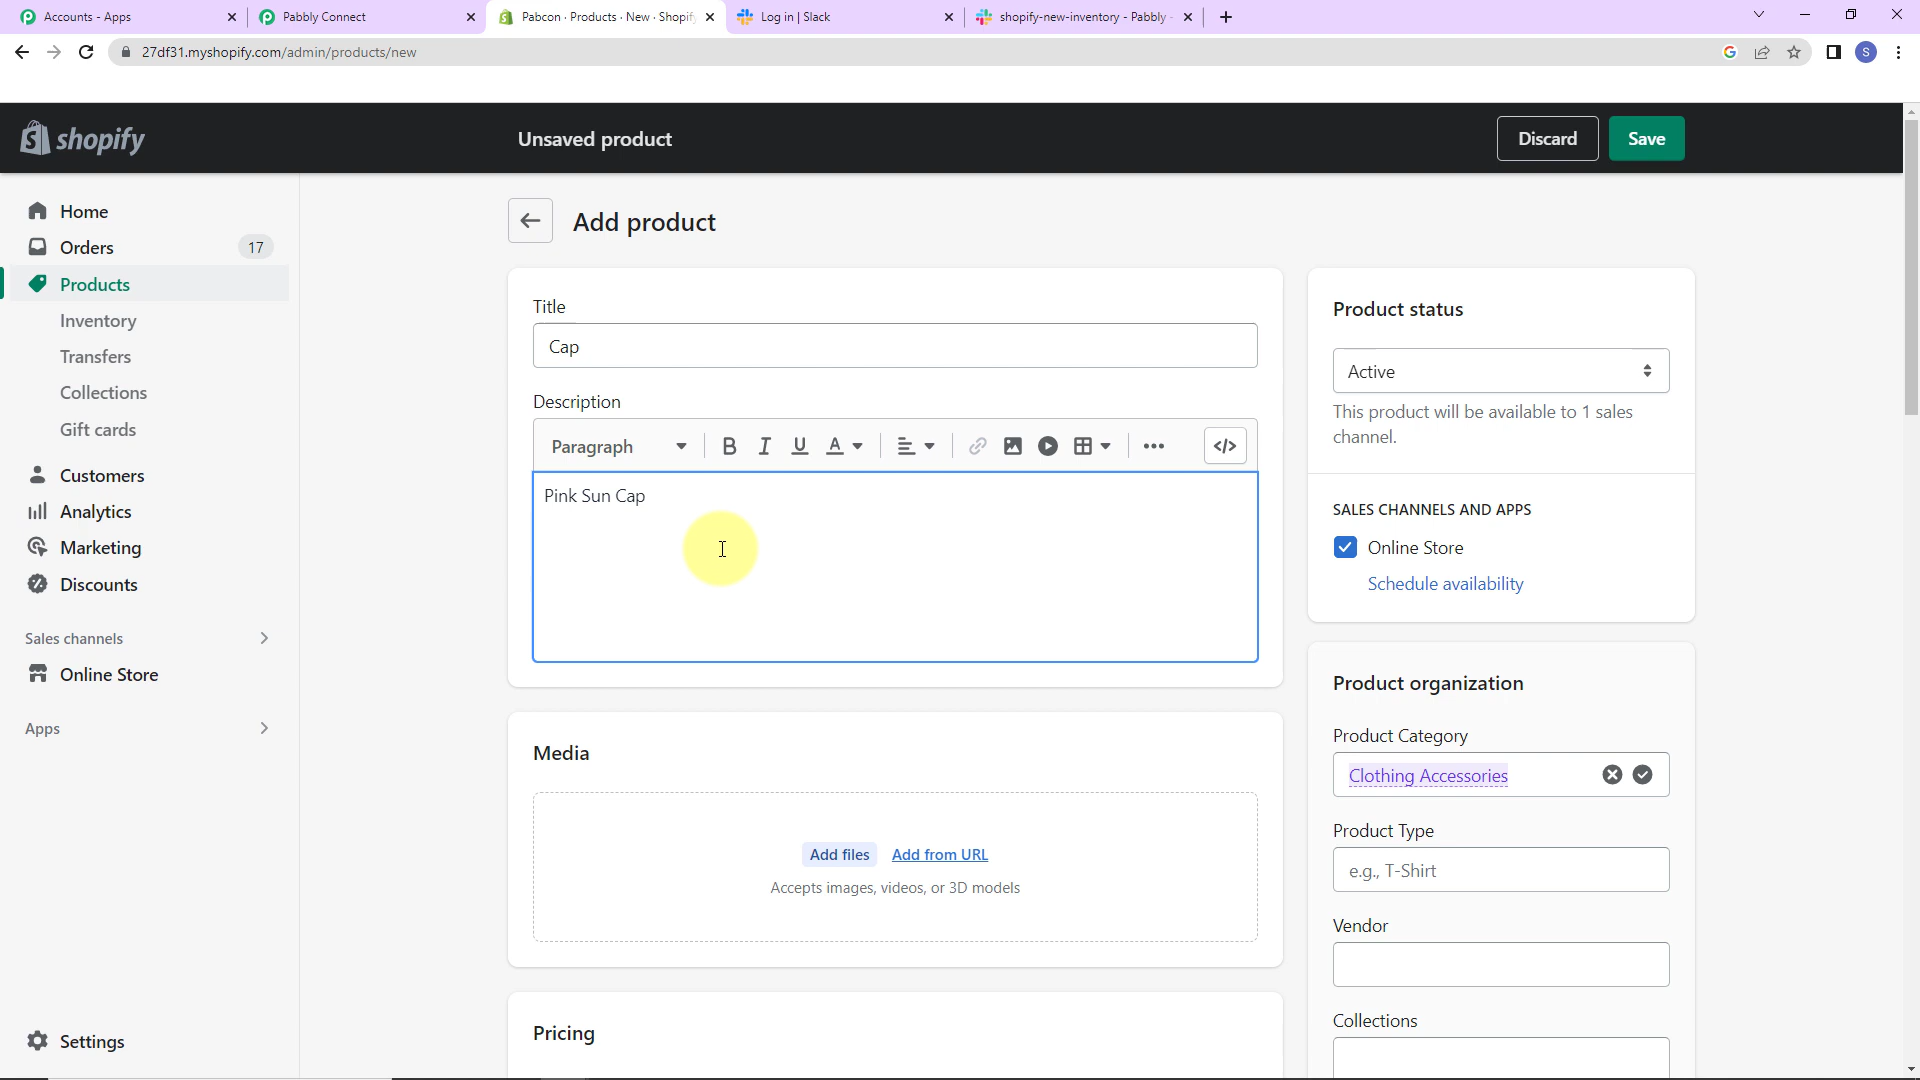 Accounts - Apps
Pabbly Connect
Pabcon · Products · New · Shopif
Log in | Slack
shopify-new-inventory - Pabbly -
27df31.myshopify.com/admin/products/new
S
shopify
Unsaved product
Discard
Save
Home
Orders
17
Products
Inventory
Transfers
Collections
Gift cards
Customers
Analytics
Marketing
Discounts
Sales channels
Online Store
Apps
Settings
Add product
Title
Cap
Description
Paragraph
B I U A
Pink Sun Cap
Media
Add files Add from URL
Accepts images, videos, or 3D models
Pricing
Product status
Active
This product will be available to 1 sales
channel.
SALES CHANNELS AND APPS
Online Store
Schedule availability
Product organization
Product Category
Clothing Accessories
Product Type
e.g., T-Shirt
Vendor
Collections